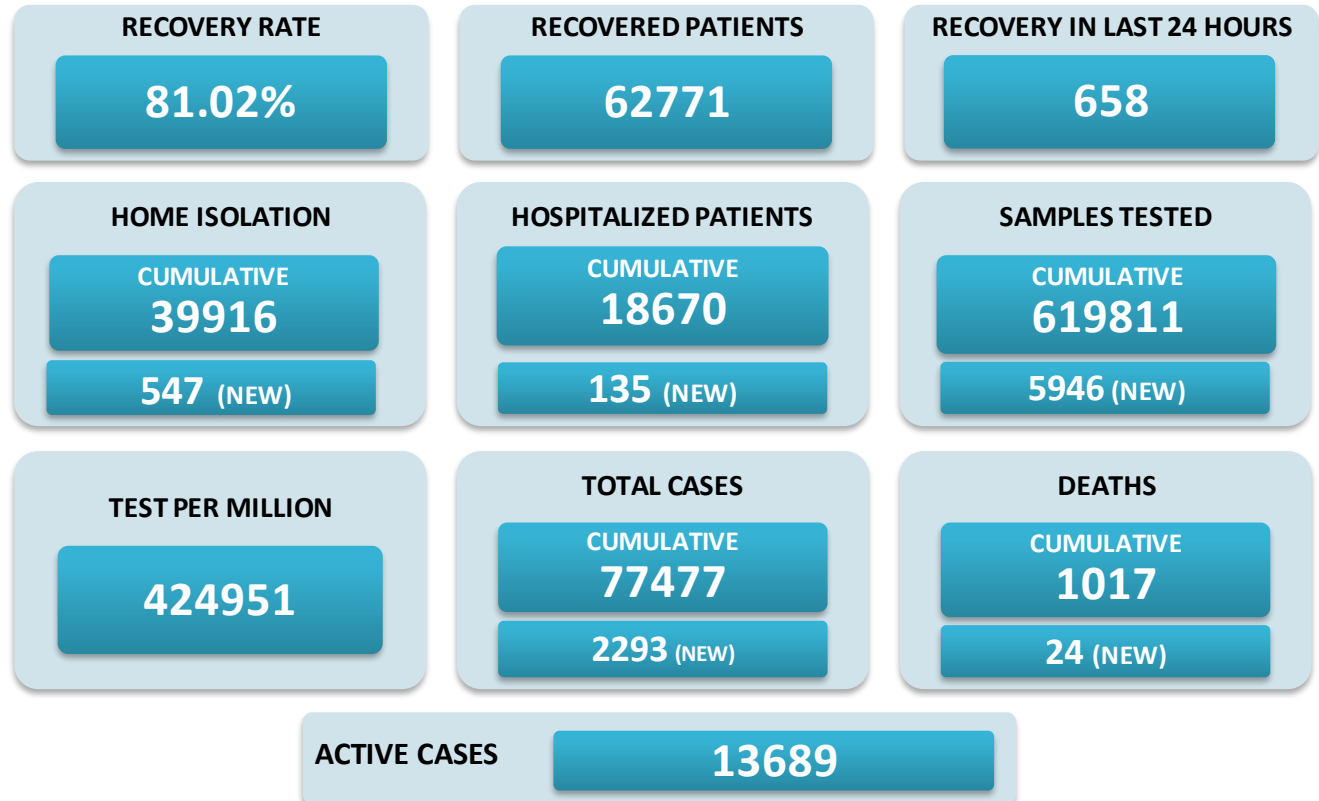 RECOVERY RATE
81.02%
RECOVERED PATIENTS
62771
RECOVERY IN LAST 24 HOURS
658
HOME ISOLATION
CUMULATIVE
39916
547 (NEW)
HOSPITALIZED PATIENTS
CUMULATIVE
18670
135 (NEW)
SAMPLES TESTED
CUMULATIVE
619811
5946 (NEW)
TEST PER MILLION
424951
TOTAL CASES
CUMULATIVE
77477
2293 (NEW)
DEATHS
CUMULATIVE
1017
24 (NEW)
ACTIVE CASES
13689